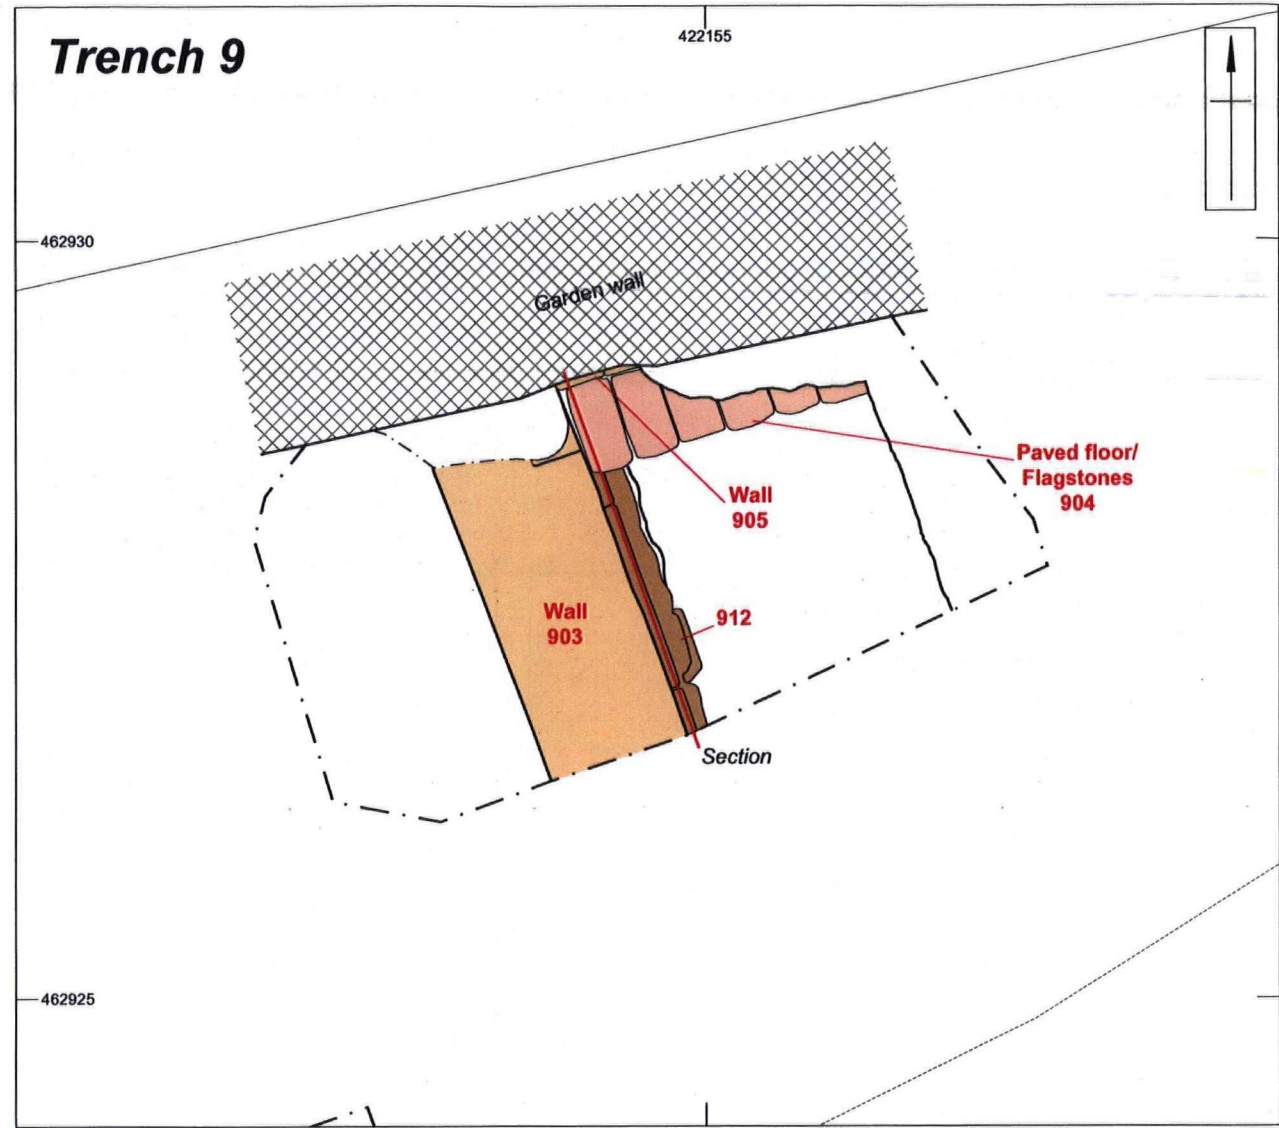 Trench 9
422155
462930
Garden wall
Paved floor/
Flagstones
904
Wall
905
Wall
903
912
Section
462925